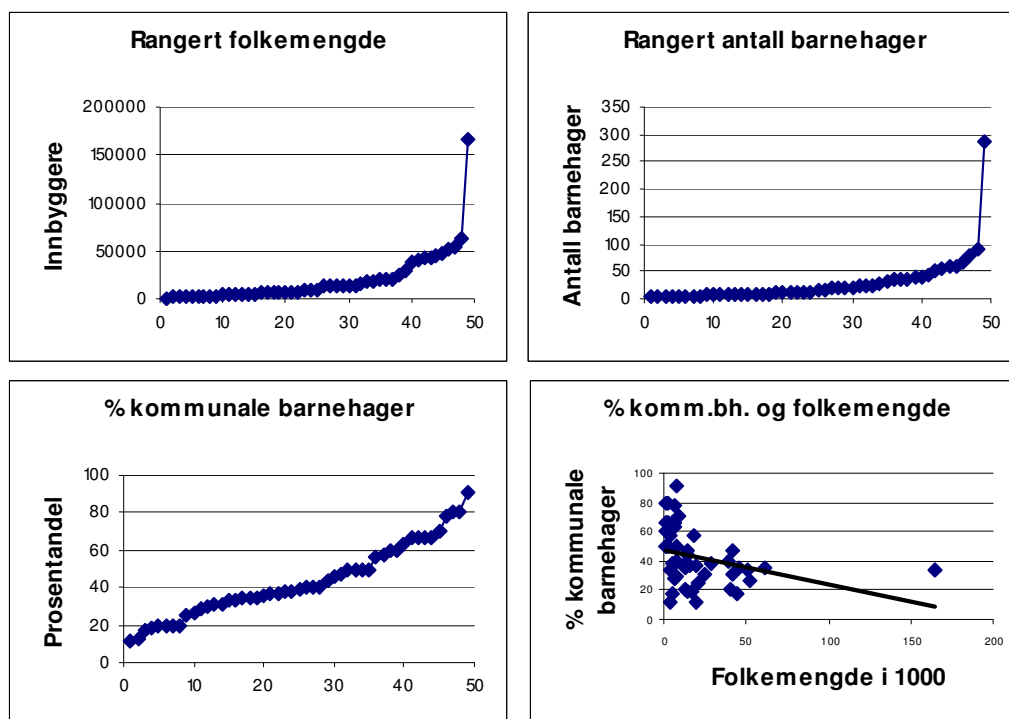 Rangert folkemengde
Innbyggere
200000
150000
100000
50000
0
0 10 20 30 40 50
Rangert antall barnehager
Antall barnehager
350
300
250
200
150
100
50
0
0 10 20 30 40 50
% kommunale barnehager
Prosentandel
100
80
60
40
20
0
0 10 20 30 40 50
% komm.bh. og folkemengde
% kommunale
barnehager
100
80
60
40
20
0
0 50 100 150 200
Folkemengde i 1000